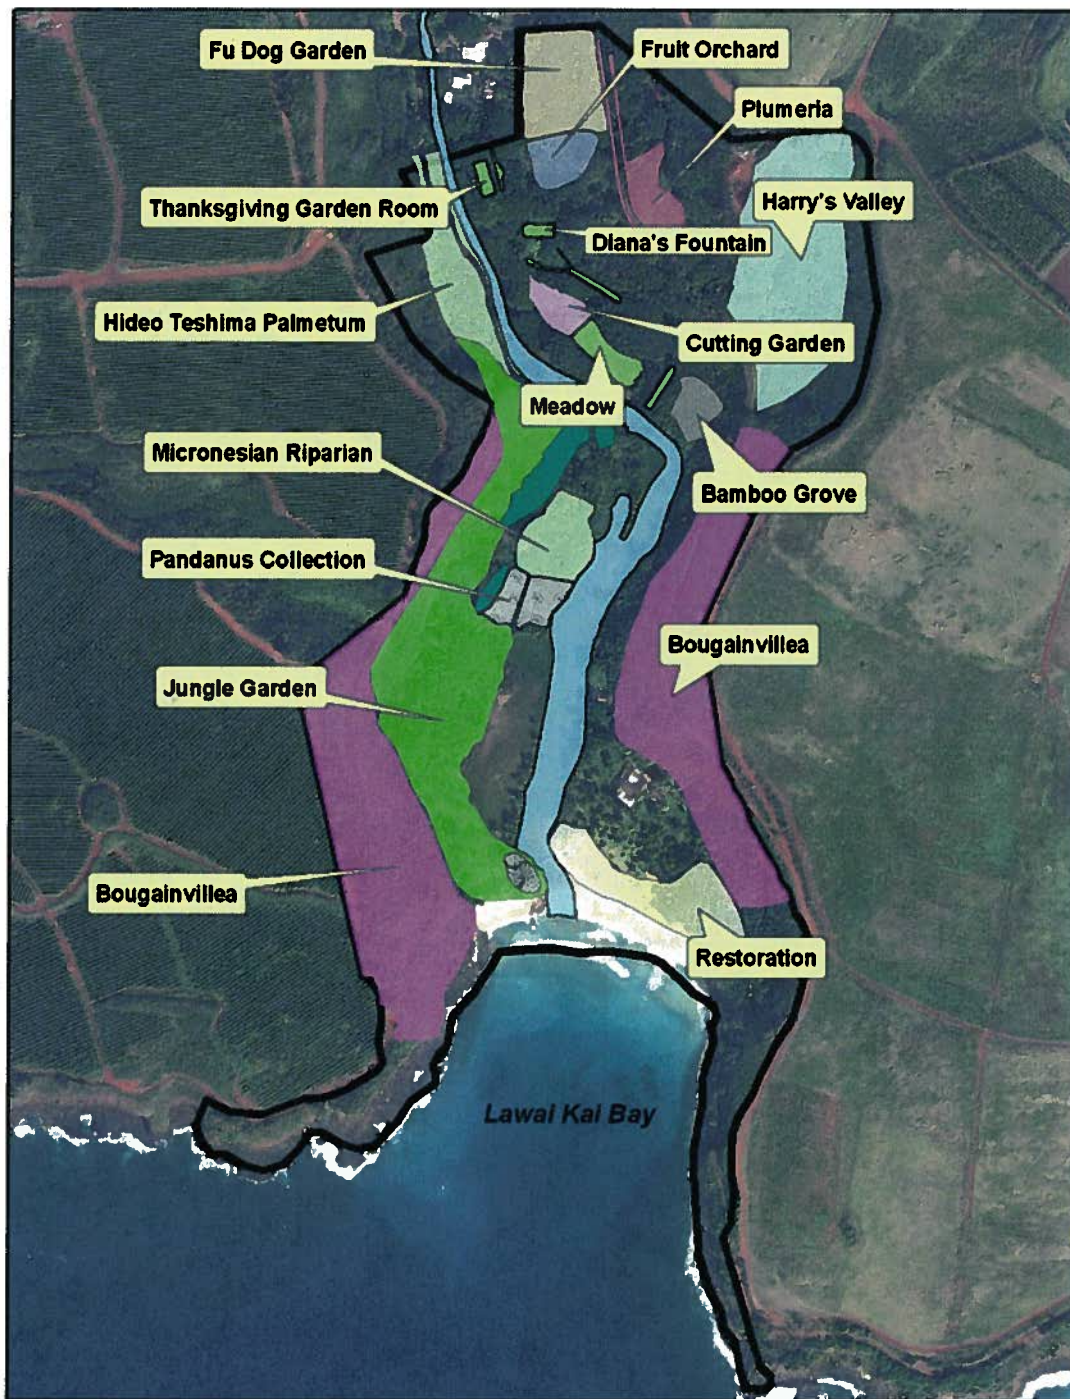 Fu Dog Garden
Fruit Orchard
Plumeria
Thanksgiving Garden Room
Harry's Valley
Diana's Fountain
Hideo Teshima Palmetum
Cutting Garden
Meadow
Micronesian Riparian
Bamboo Grove
Pandanus Collection
Bougainvillea
Jungle Garden
Bougainvillea
Restoration
Lawai Kai Bay